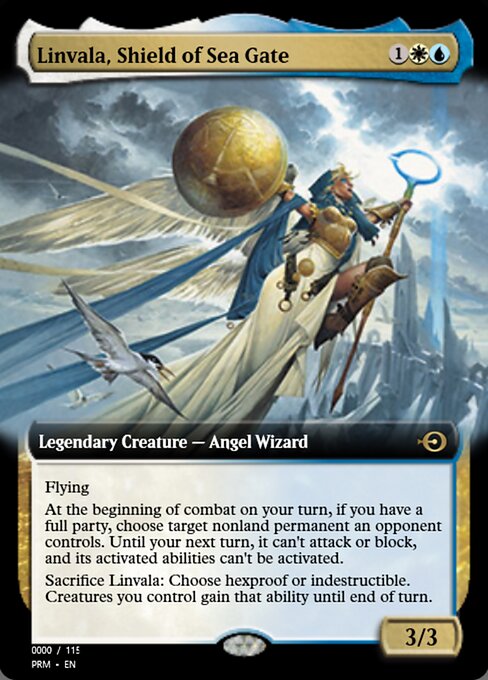 Linvala, Shield of Sea Gate 1
Legendary Creature — Angel Wizard
Flying
At the beginning of combat on your turn, if you have a
full party, choose target nonland permanent an opponent
controls. Until your next turn, it can't attack or block,
and its activated abilities can't be activated.
Sacrifice Linvala: Choose hexproof or indestructible.
Creatures you control gain that ability until end of turn.
3/3
0000 / 115
PRM • EN